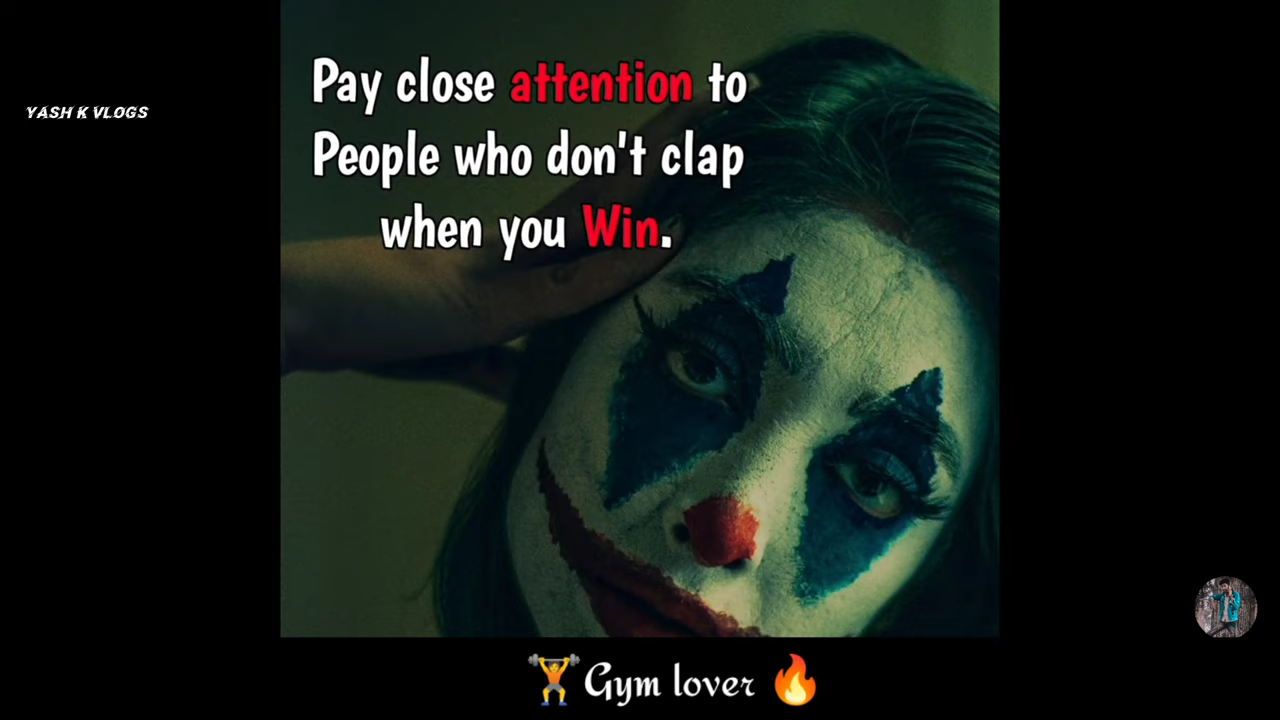 Pay close attention to
People who don't clap
when you Win.
YASH K VLOGS
🏋️ Gym lover 🔥